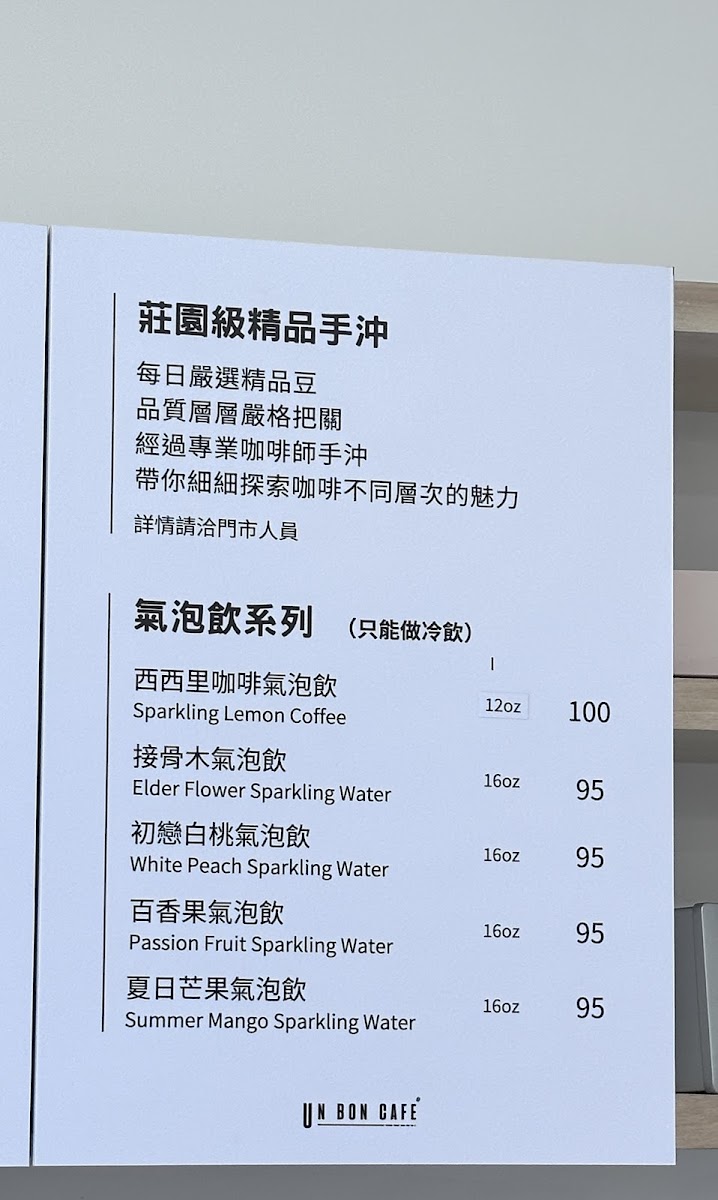 莊園級精品手沖
每日嚴選精品豆
品質層層嚴格把關
經過專業咖啡師手沖
帶你細細探索咖啡不同層次的魅力
詳情請洽門市人員
氣泡飲系列 （只能做冷飲）
西西里咖啡氣泡飲
Sparkling Lemon Coffee 12oz 100
接骨木氣泡飲
Elder Flower Sparkling Water 16oz 95
初戀白桃氣泡飲
White Peach Sparkling Water 16oz 95
百香果氣泡飲
Passion Fruit Sparkling Water 16oz 95
夏日芒果氣泡飲
Summer Mango Sparkling Water 16oz 95
UN BON CAFE